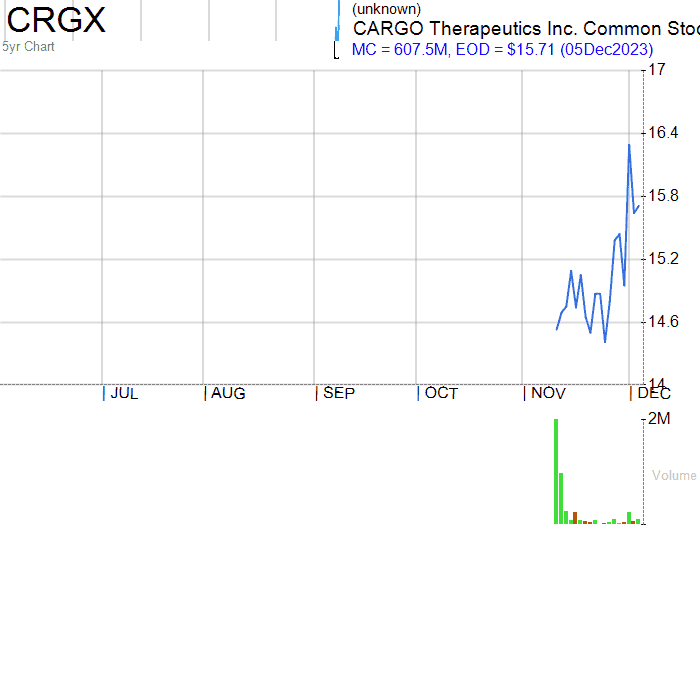 CRGX
5yr Chart
(unknown)
CARGO Therapeutics Inc. Common Stoc
MC = 607.5M, EOD = $15.71 (05Dec2023)
17
16.4
15.8
15.2
14.6
14
JUL AUG SEP OCT NOV DEC
2M
Volume